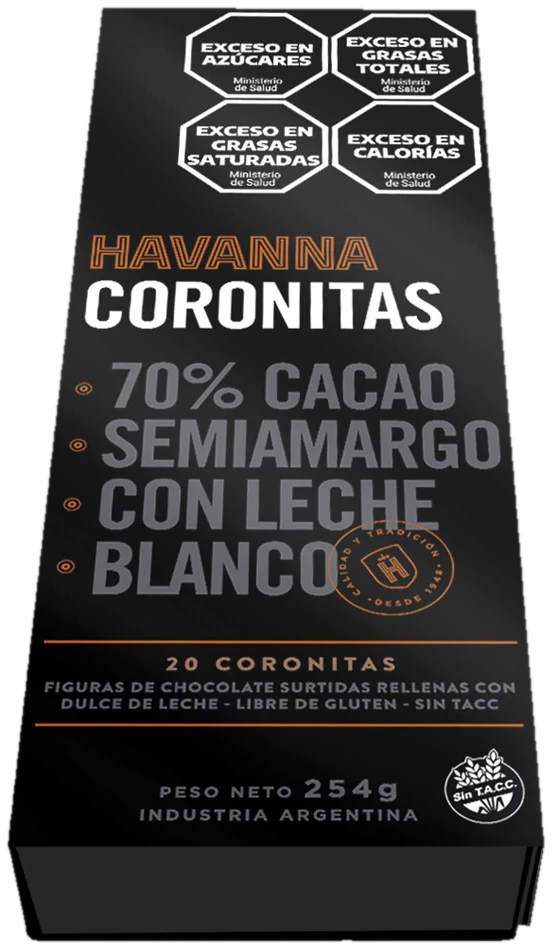 EXCESO EN
AZÚCARES
Ministerio
de Salud
EXCESO EN
GRASAS
TOTALES
Ministerio
de Salud
EXCESO EN
GRASAS
SATURADAS
Ministerio
de Salud
EXCESO EN
CALORÍAS
Ministerio
de Salud
HAVANNA
CORONITAS
70% CACAO
SEMIAMARGO
CON LECHE
BLANCO
CALIDAD Y TRADICIÓN
H
• DESDE 1948 •
20 CORONITAS
FIGURAS DE CHOCOLATE SURTIDAS RELLENAS CON
DULCE DE LECHE - LIBRE DE GLUTEN - SIN TACC
PESO NETO 254g
INDUSTRIA ARGENTINA
Sin T.A.C.C.